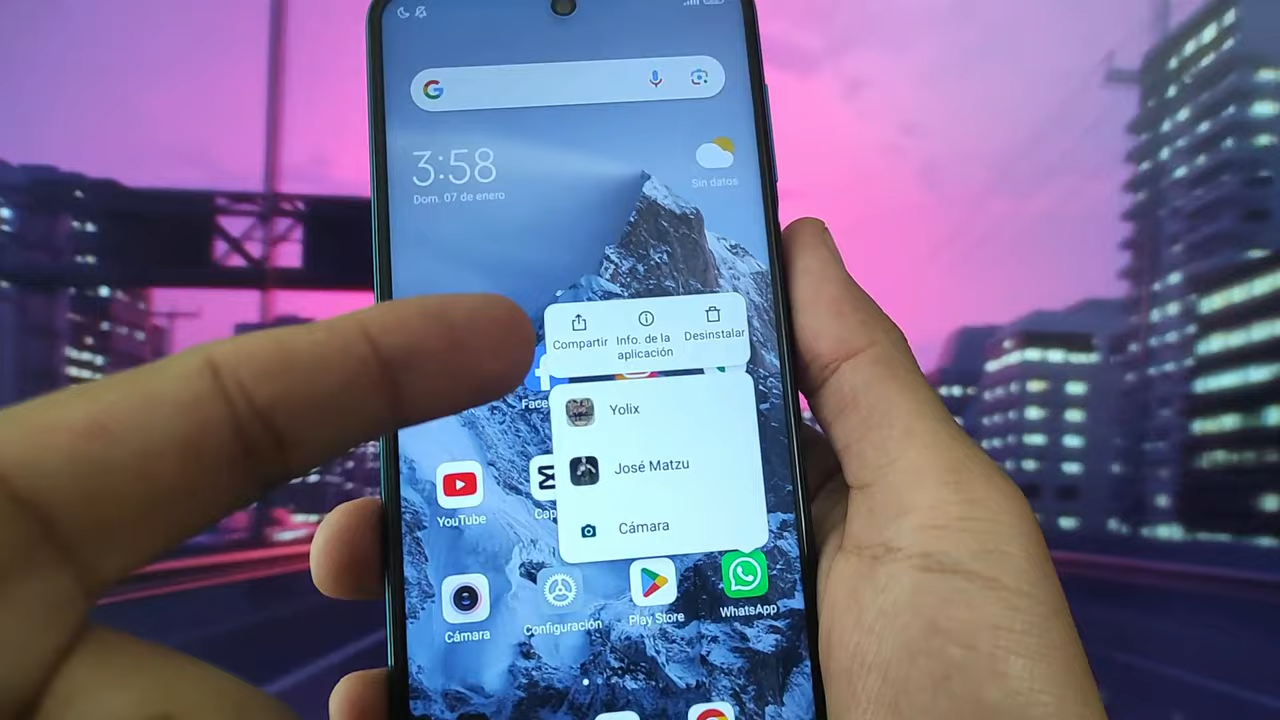 3:58
Dom. 07 de enero
Sin datos
Compartir
Info. de la
aplicación
Desinstalar
Yolix
José Matzu
Cámara
YouTube
Cámara
Configuración
Play Store
WhatsApp